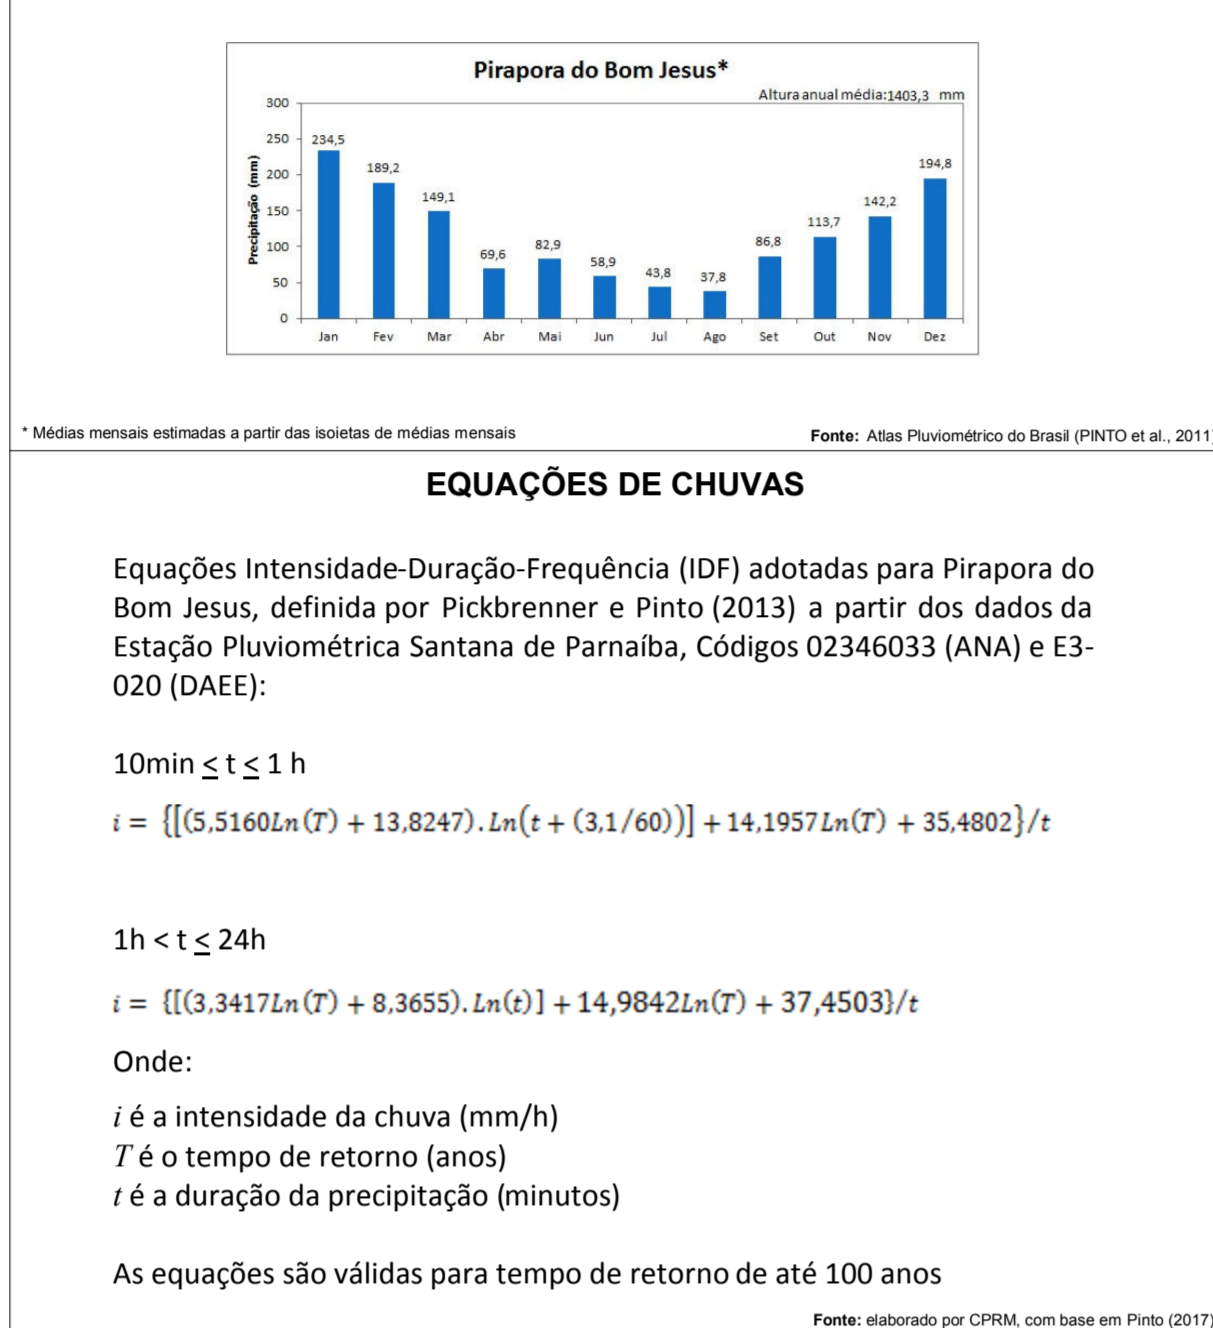 Pirapora do Bom Jesus*
Altura anual média:1403,3 mm
Precipitação (mm)
300
250
200
150
100
50
0
234,5
189,2
149,1
69,6
82,9
58,9
43,8
37,8
86,8
113,7
142,2
194,8
Jan Fev Mar Abr Mai Jun Jul Ago Set Out Nov Dez
* Médias mensais estimadas a partir das isoietas de médias mensais
Fonte: Atlas Pluviométrico do Brasil (PINTO et al., 2011)
EQUAÇÕES DE CHUVAS
Equações Intensidade-Duração-Frequência (IDF) adotadas para Pirapora do
Bom Jesus, definida por Pickbrenner e Pinto (2013) a partir dos dados da
Estação Pluviométrica Santana de Parnaíba, Códigos 02346033 (ANA) e E3-
020 (DAEE):
10min ≤ t ≤ 1 h
i = {[(5,5160Ln(T) + 13,8247).Ln(t + (3,1/60))] + 14,1957Ln(T) + 35,4802}/t
1h < t ≤ 24h
i = {[(3,3417Ln(T) + 8,3655).Ln(t)] + 14,9842Ln(T) + 37,4503}/t
Onde:
i é a intensidade da chuva (mm/h)
T é o tempo de retorno (anos)
t é a duração da precipitação (minutos)
As equações são válidas para tempo de retorno de até 100 anos
Fonte: elaborado por CPRM, com base em Pinto (2017)